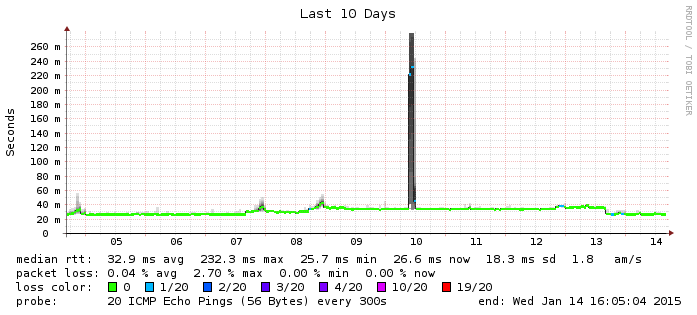 Last 10 Days
RRDTOOL / TOBI OETIKER
Seconds
260 m
240 m
220 m
200 m
180 m
160 m
140 m
120 m
100 m
80 m
60 m
40 m
20 m
0
05 06 07 08 09 10 11 12 13 14
median rtt: 32.9 ms avg 232.3 ms max 25.7 ms min 26.6 ms now 18.3 ms sd 1.8 am/s
packet loss: 0.04 % avg 2.70 % max 0.00 % min 0.00 % now
loss color: 0 1/20 2/20 3/20 4/20 10/20 19/20
probe: 20 ICMP Echo Pings (56 Bytes) every 300s end: Wed Jan 14 16:05:04 2015